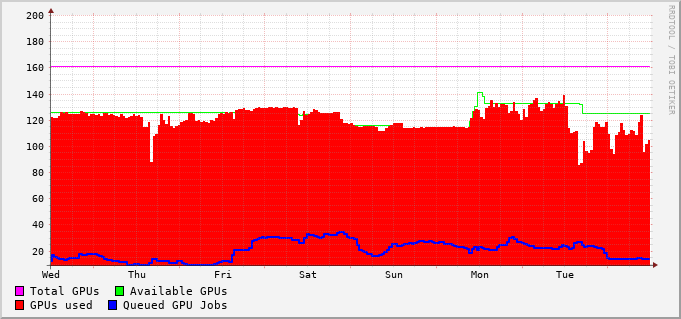 200
180
160
140
120
100
80
60
40
20
Wed Thu Fri Sat Sun Mon Tue
Total GPUs Available GPUs
GPUs used Queued GPU Jobs
RRDTOOL / TOBI OETIKER